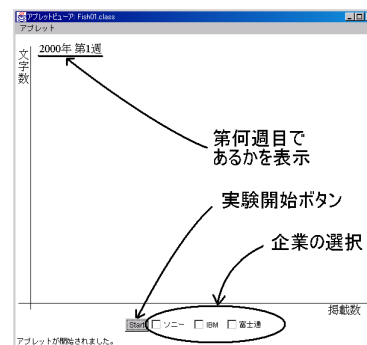 アプレットビューア: Fish01.class
アプレット
文字数
2000年 第1週
第何週目で
あるかを表示
実験開始ボタン
企業の選択
掲載数
Start ソニー IBM 富士通
アプレットが開始されました。